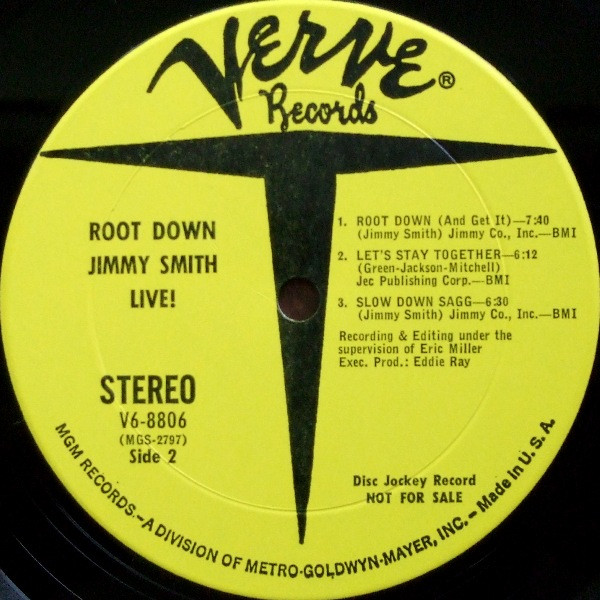 VERVE®
Records
ROOT DOWN
JIMMY SMITH
LIVE!
1. ROOT DOWN (And Get It)—7:40
(Jimmy Smith) Jimmy Co., Inc.—BMI
2. LET'S STAY TOGETHER—6:12
(Green-Jackson-Mitchell)
Jec Publishing Corp.—BMI
3. SLOW DOWN SAGG—6:30
(Jimmy Smith) Jimmy Co., Inc.—BMI
Recording & Editing under the
supervision of Eric Miller
Exec. Prod.: Eddie Ray
STEREO
V6-8806
(MGS-2797)
Side 2
Disc Jockey Record
NOT FOR SALE
MGM RECORDS—A DIVISION OF METRO-GOLDWYN-MAYER, INC.—Made in U. S. A.